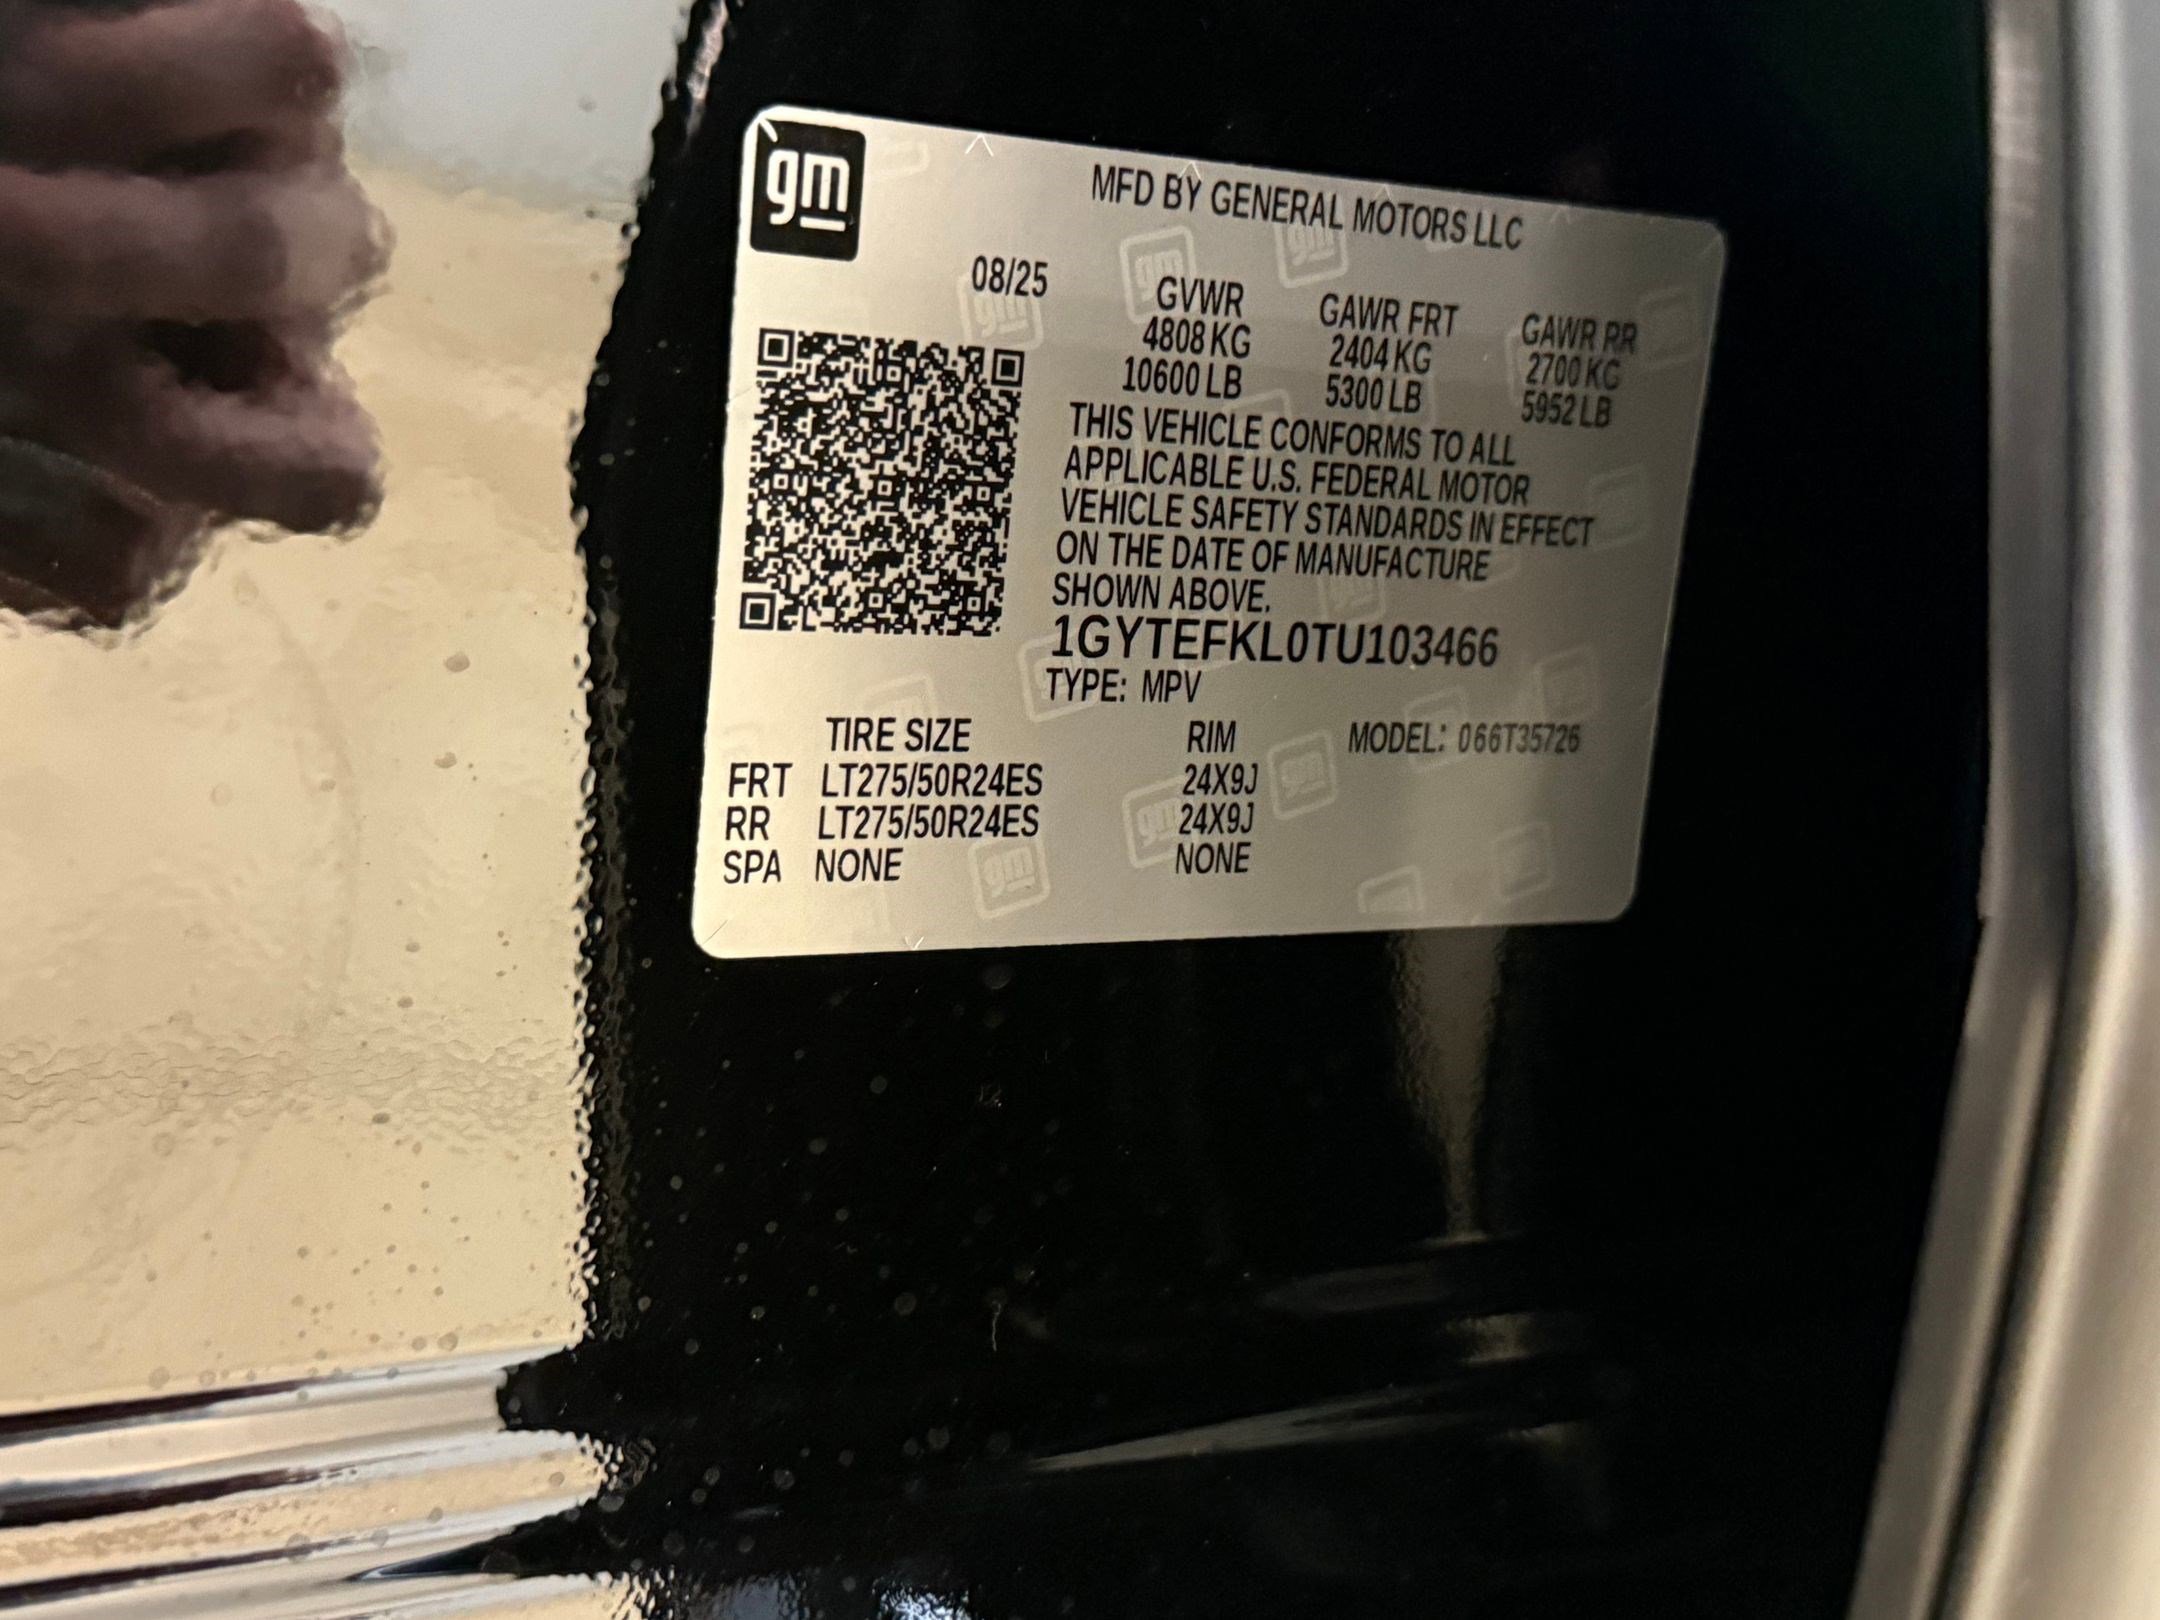 gm
MFD BY GENERAL MOTORS LLC
08/25
GVWR GAWR FRT GAWR RR
4808 KG 2404 KG 2700 KG
10600 LB 5300 LB 5952 LB
THIS VEHICLE CONFORMS TO ALL
APPLICABLE U.S. FEDERAL MOTOR
VEHICLE SAFETY STANDARDS IN EFFECT
ON THE DATE OF MANUFACTURE
SHOWN ABOVE.
1GYTEFKL0TU103466
TYPE: MPV
TIRE SIZE RIM MODEL: 066T35726
FRT LT275/50R24ES 24X9J
RR LT275/50R24ES 24X9J
SPA NONE NONE